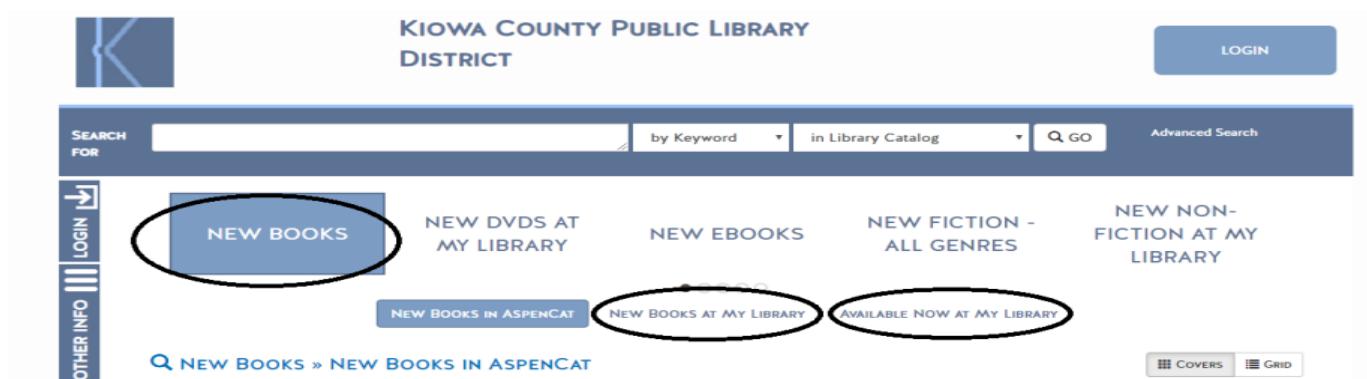 KIOWA COUNTY PUBLIC LIBRARY
DISTRICT
LOGIN
SEARCH
FOR
by Keyword
in Library Catalog
GO
Advanced Search
LOGIN
OTHER INFO
NEW BOOKS
NEW DVDS AT
MY LIBRARY
NEW EBOOKS
NEW FICTION -
ALL GENRES
NEW NON-
FICTION AT MY
LIBRARY
NEW BOOKS IN ASPENCAT
NEW BOOKS AT MY LIBRARY
AVAILABLE NOW AT MY LIBRARY
NEW BOOKS » NEW BOOKS IN ASPENCAT
COVERS
GRID